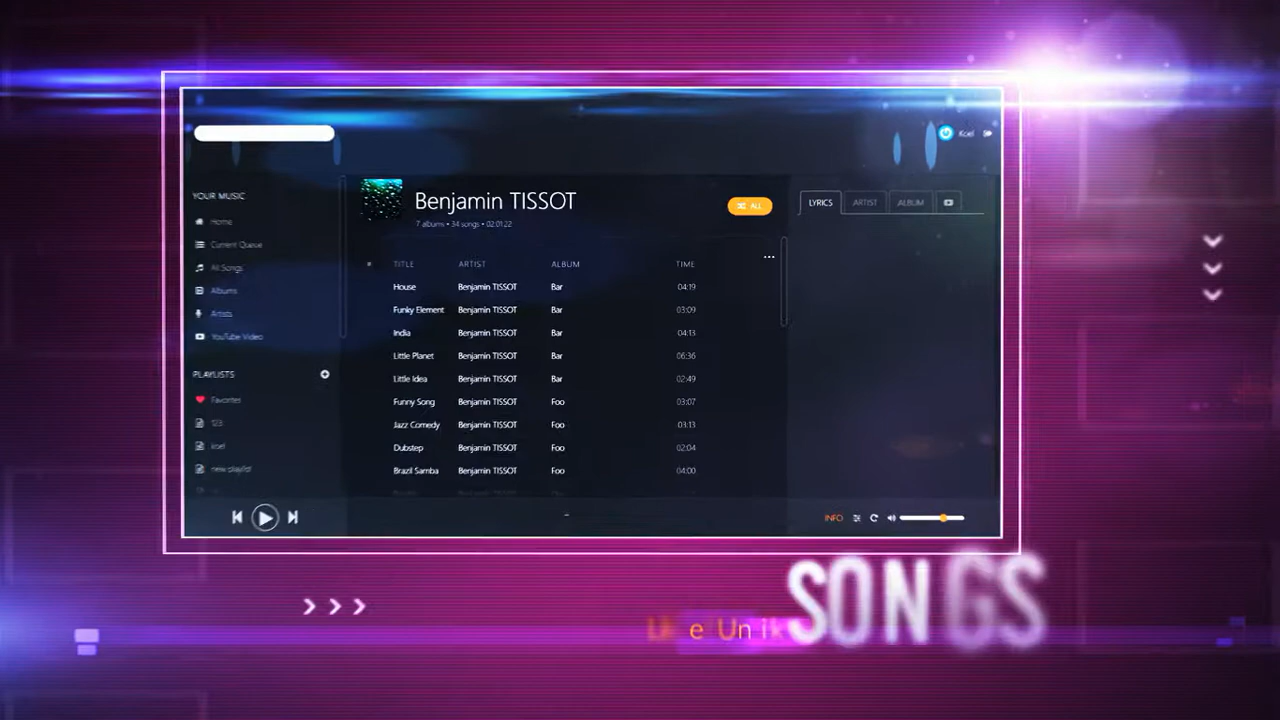 Koel
YOUR MUSIC
Home
Current Queue
All Songs
Albums
Artists
YouTube Video
PLAYLISTS
Favorites
123
koel
new playlist
Benjamin TISSOT
7 albums • 34 songs • 02:01:22
ALL
TITLE ARTIST ALBUM TIME
House Benjamin TISSOT Bar 04:19
Funky Element Benjamin TISSOT Bar 03:09
India Benjamin TISSOT Bar 04:13
Little Planet Benjamin TISSOT Bar 06:36
Little Idea Benjamin TISSOT Bar 02:49
Funny Song Benjamin TISSOT Foo 03:07
Jazz Comedy Benjamin TISSOT Foo 03:13
Dubstep Benjamin TISSOT Foo 02:04
Brazil Samba Benjamin TISSOT Foo 04:00
LYRICS ARTIST ALBUM
INFO
SONGS